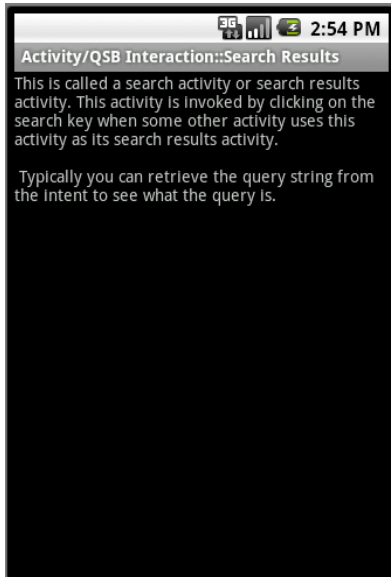 3G
2:54 PM
Activity/QSB Interaction::Search Results
This is called a search activity or search results
activity. This activity is invoked by clicking on the
search key when some other activity uses this
activity as its search results activity.
Typically you can retrieve the query string from
the intent to see what the query is.